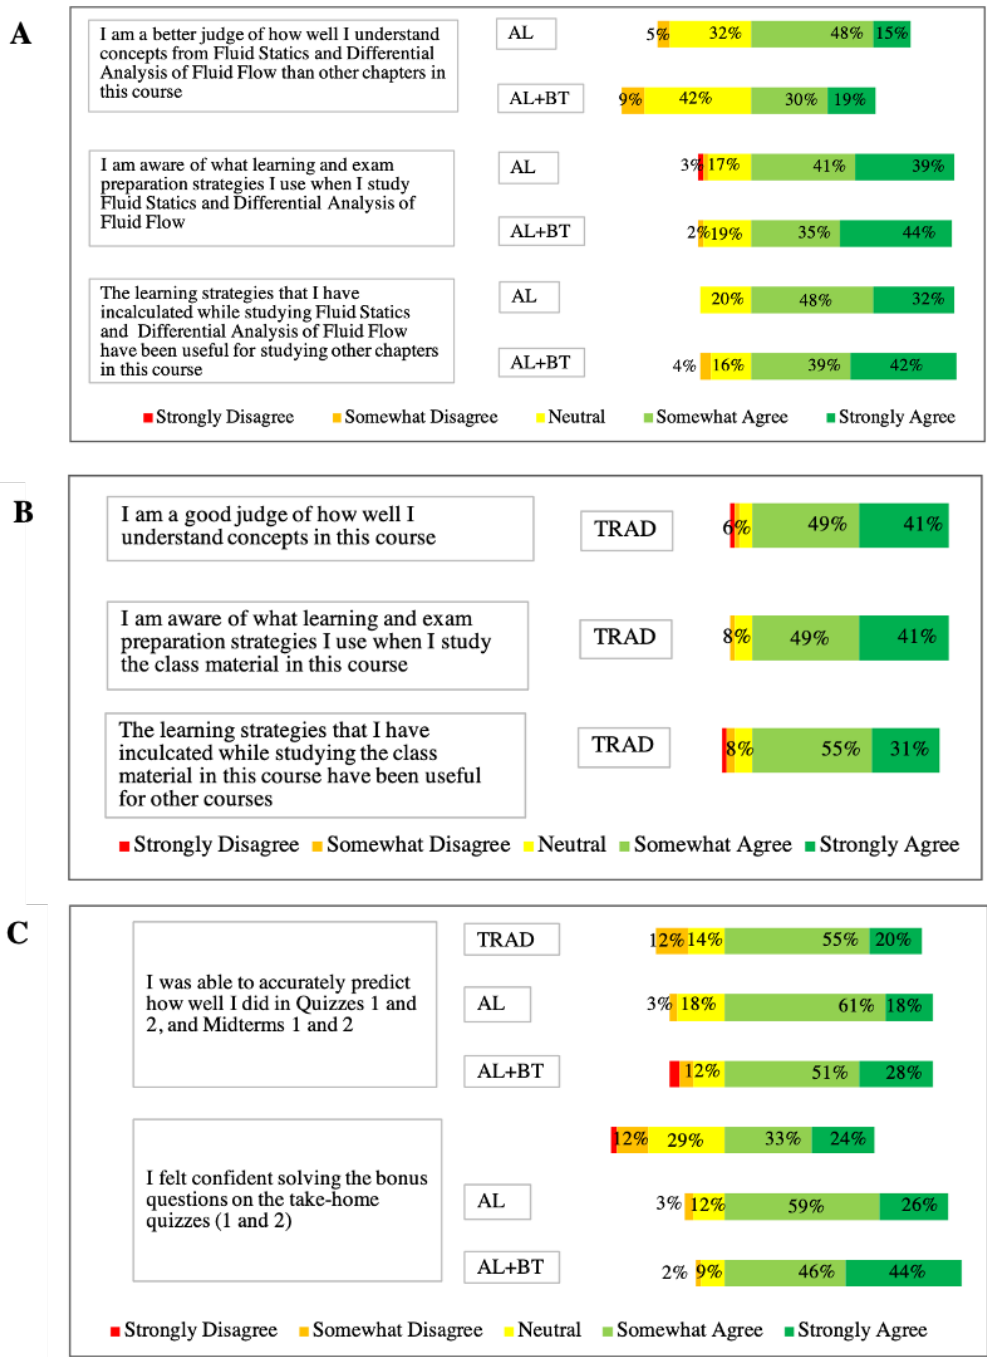 A
I am a better judge of how well I understand
concepts from Fluid Statics and Differential
Analysis of Fluid Flow than other chapters in
this course
AL
5% 32% 48% 15%
AL+BT
9% 42% 30% 19%
I am aware of what learning and exam
preparation strategies I use when I study
Fluid Statics and Differential Analysis of
Fluid Flow
AL
3% 17% 41% 39%
AL+BT
2% 19% 35% 44%
The learning strategies that I have
incalculated while studying Fluid Statics
and Differential Analysis of Fluid Flow
have been useful for studying other chapters
in this course
AL
20% 48% 32%
AL+BT
4% 16% 39% 42%
Strongly Disagree Somewhat Disagree Neutral Somewhat Agree Strongly Agree
B
I am a good judge of how well I
understand concepts in this course
TRAD
6% 49% 41%
I am aware of what learning and exam
preparation strategies I use when I study
the class material in this course
TRAD
8% 49% 41%
The learning strategies that I have
inculcated while studying the class
material in this course have been useful
for other courses
TRAD
8% 55% 31%
Strongly Disagree Somewhat Disagree Neutral Somewhat Agree Strongly Agree
C
I was able to accurately predict
how well I did in Quizzes 1 and
2, and Midterms 1 and 2
TRAD
12% 14% 55% 20%
AL
3% 18% 61% 18%
AL+BT
12% 51% 28%
I felt confident solving the bonus
questions on the take-home
quizzes (1 and 2)
12% 29% 33% 24%
AL
3% 12% 59% 26%
AL+BT
2% 9% 46% 44%
Strongly Disagree Somewhat Disagree Neutral Somewhat Agree Strongly Agree